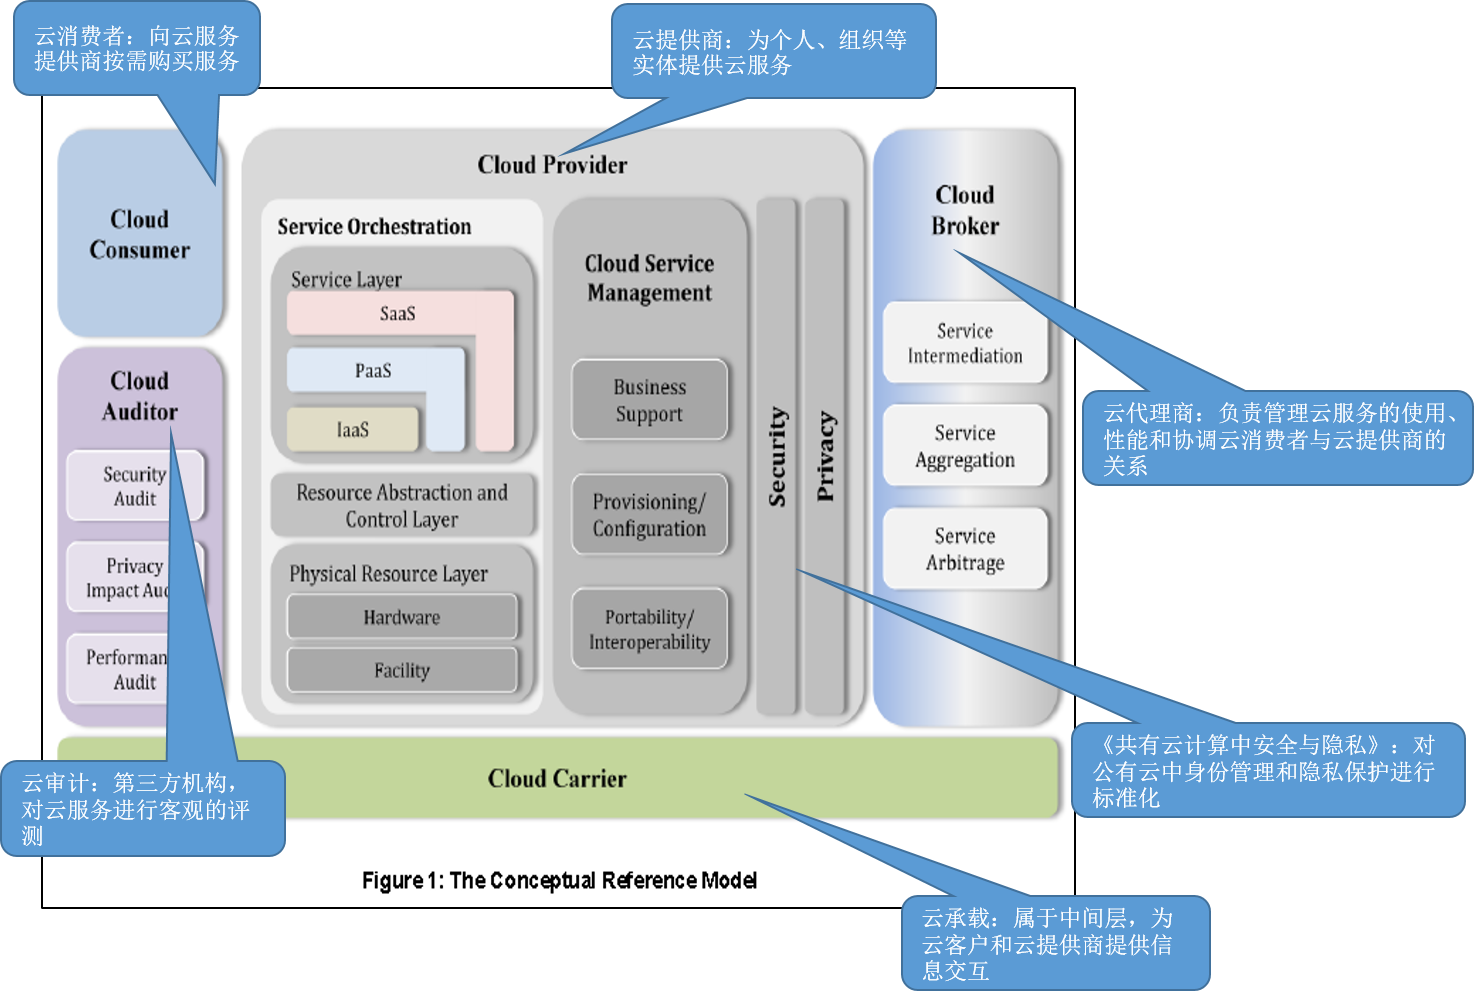 云消费者：向云服务
提供商按需购买服务
云提供商：为个人、组织等
实体提供云服务
Cloud
Consumer
Cloud Provider
Service Orchestration
Service Layer
SaaS
PaaS
IaaS
Resource Abstraction and
Control Layer
Physical Resource Layer
Hardware
Facility
Cloud Service
Management
Business
Support
Provisioning/
Configuration
Portability/
Interoperability
Security
Privacy
Cloud
Broker
Service
Intermediation
Service
Aggregation
Service
Arbitrage
云代理商：负责管理云服务的使用、
性能和协调云消费者与云提供商的
关系
Cloud
Auditor
Security
Audit
Privacy
Impact Aud
Performan
Audit
《共有云计算中安全与隐私》：对
公有云中身份管理和隐私保护进行
标准化
云审计：第三方机构，
对云服务进行客观的评
测
Cloud Carrier
Figure 1: The Conceptual Reference Model
云承载：属于中间层，为
云客户和云提供商提供信
息交互